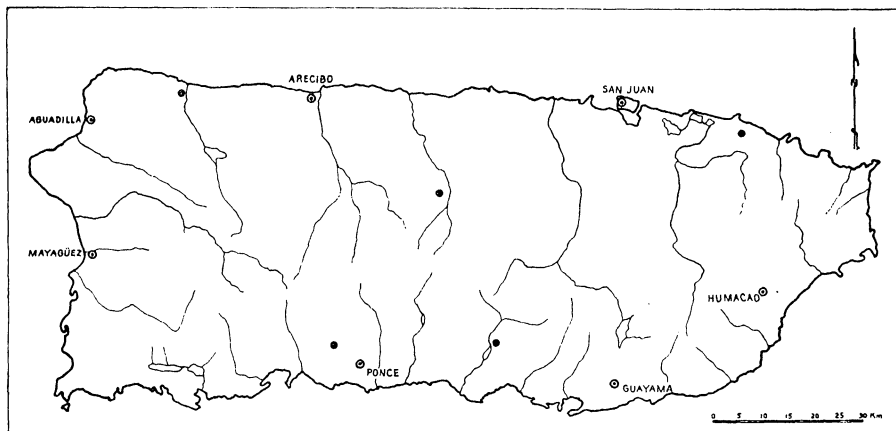 ARECIBO
SAN JUAN
N
AGUADILLA
MAYAGÜEZ
HUMACAO
PONCE
GUAYAMA
0 5 10 15 20 25 30 Km